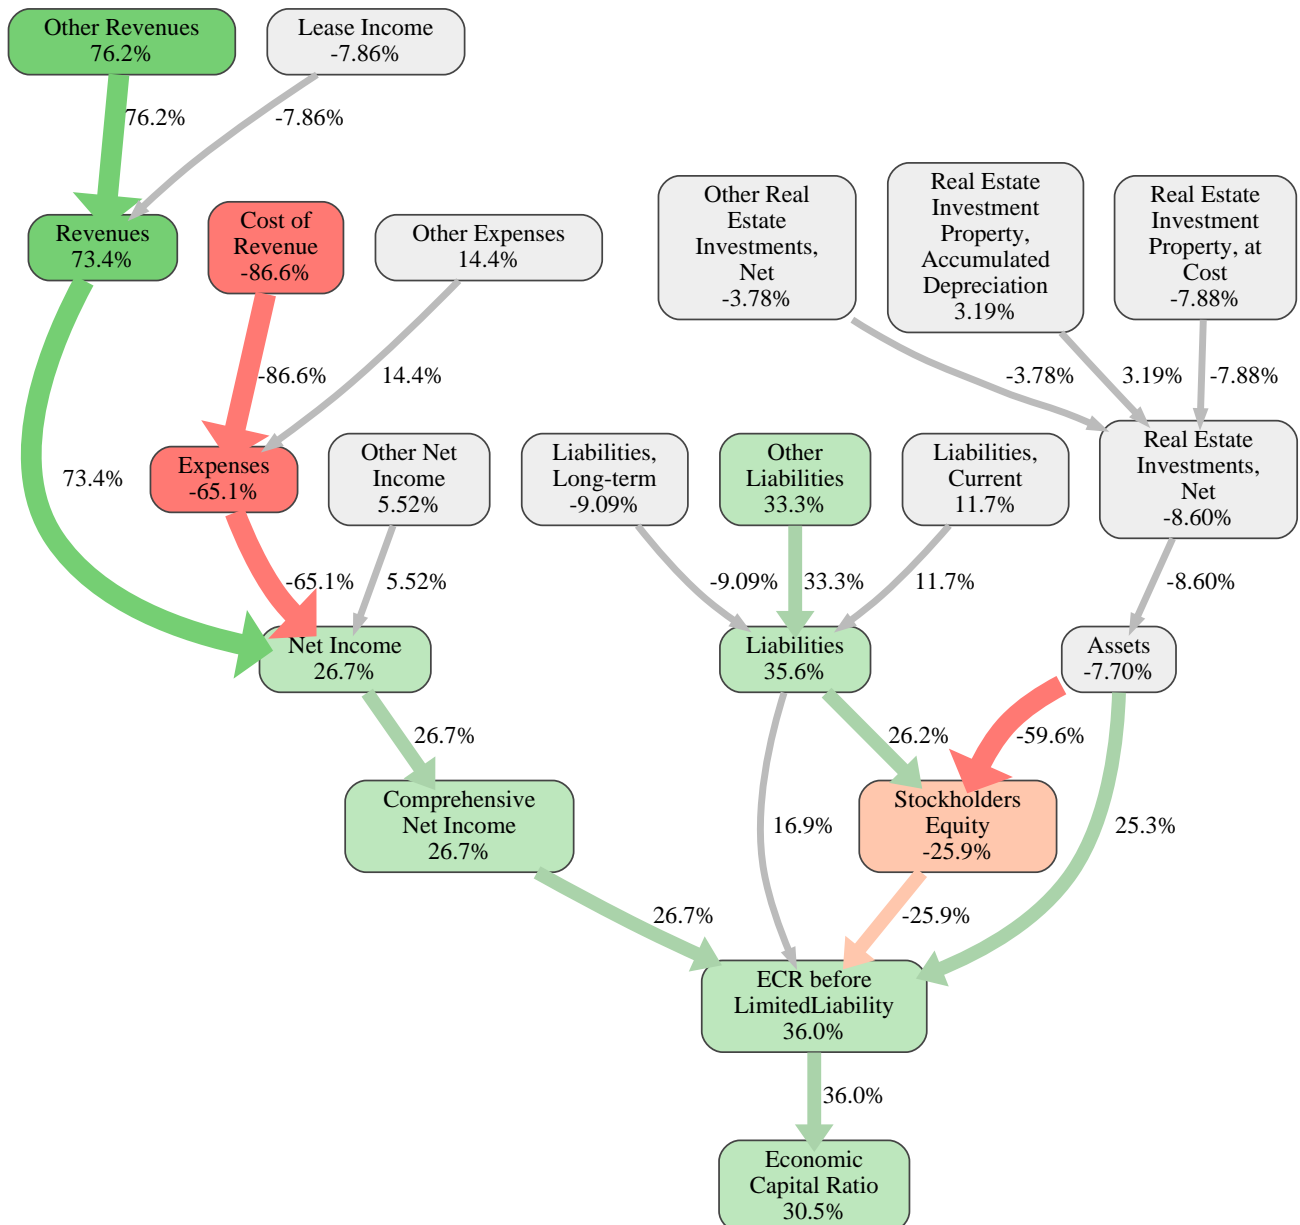 Other Revenues
76.2%
Lease Income
-7.86%
76.2%
-7.86%
Revenues
73.4%
Cost of
Revenue
-86.6%
Other Expenses
14.4%
Other Real
Estate
Investments,
Net
-3.78%
Real Estate
Investment
Property,
Accumulated
Depreciation
3.19%
Real Estate
Investment
Property, at
Cost
-7.88%
-86.6%
14.4%
-3.78%
3.19%
-7.88%
73.4%
Expenses
-65.1%
Other Net
Income
5.52%
Liabilities,
Long-term
-9.09%
Other
Liabilities
33.3%
Liabilities,
Current
11.7%
Real Estate
Investments,
Net
-8.60%
-65.1%
5.52%
-9.09%
33.3%
11.7%
-8.60%
Net Income
26.7%
Liabilities
35.6%
Assets
-7.70%
26.7%
26.2%
-59.6%
Comprehensive
Net Income
26.7%
16.9%
Stockholders
Equity
-25.9%
25.3%
26.7%
-25.9%
ECR before
LimitedLiability
36.0%
36.0%
Economic
Capital Ratio
30.5%